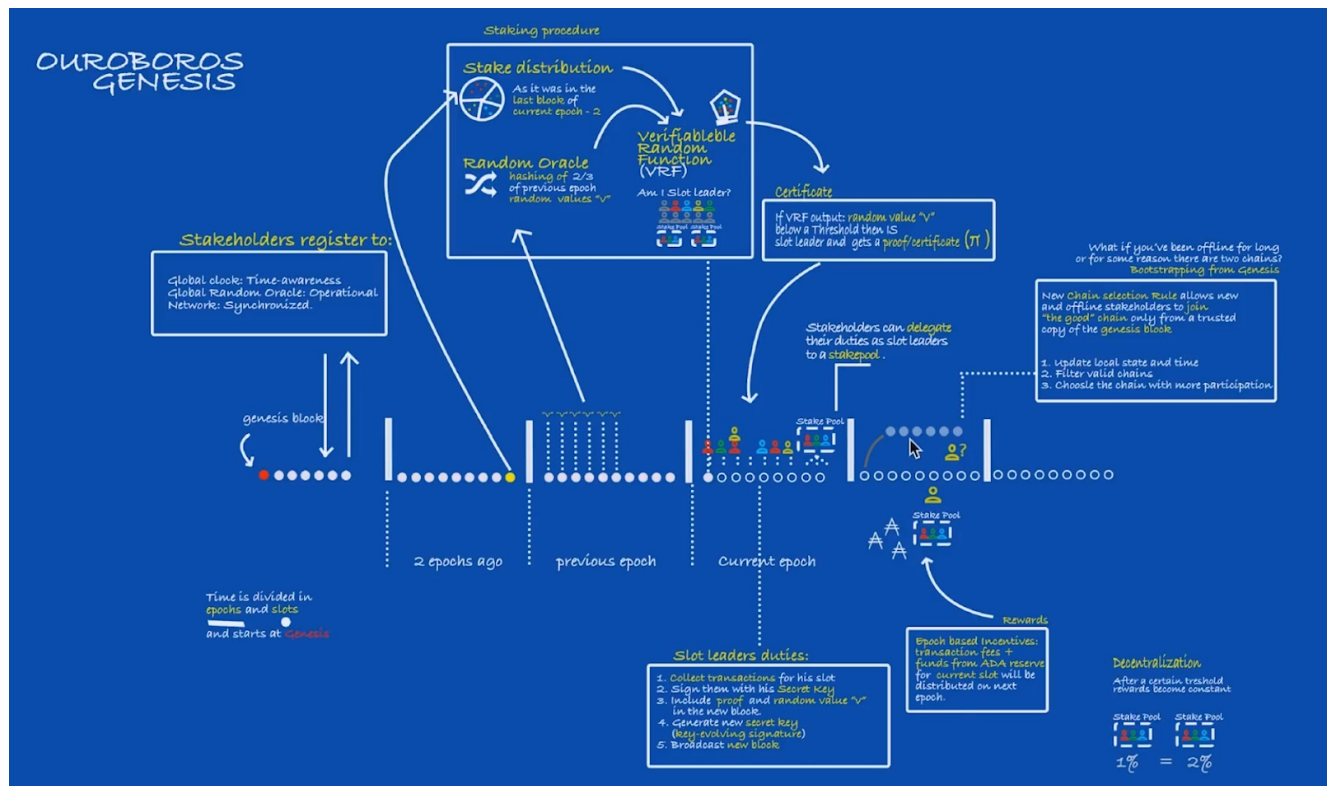 OUROBOROS
GENESIS
Staking procedure
Stake distribution
As it was in the
last block of
current epoch - 2
Random Oracle
hashing of 2/3
of previous epoch
random values "V"
Verifiableble
Random
Function
(VRF)
Am I Slot leader?
Stake Pool
Stake Pool
Certificate
If VRF output: random value "V"
below a Threshold then IS
slot leader and gets a proof/certificate (π)
Stakeholders register to:
Global clock: Time-awareness
Global Random Oracle: Operational
Network: Synchronized.
What if you've been offline for long
or for some reason there are two chains?
Bootstrapping from Genesis
New Chain selection Rule allows new
and offline stakeholders to join
"the good" chain only from a trusted
copy of the genesis block
1. Update local state and time
2. Filter valid chains
3. Choosle the chain with more participation
Stakeholders can delegate
their duties as slot leaders
to a stakepool.
genesis block
Stake Pool
?
Stake Pool
2 epochs ago
previous epoch
Current epoch
Time is divided in
epochs and slots
and starts at Genesis
Slot leaders duties:
1. Collect transactions for his slot
2. Sign them with his Secret Key
3. Include proof and random value "V"
in the new block.
4. Generate new secret key
(key-evolving signature)
5. Broadcast new block
Rewards
Epoch based Incentives:
transaction fees +
funds from ADA reserve
for current slot will be
distributed on next
epoch.
Decentralization
After a certain treshold
rewards become constant
Stake Pool Stake Pool
1% = 2%